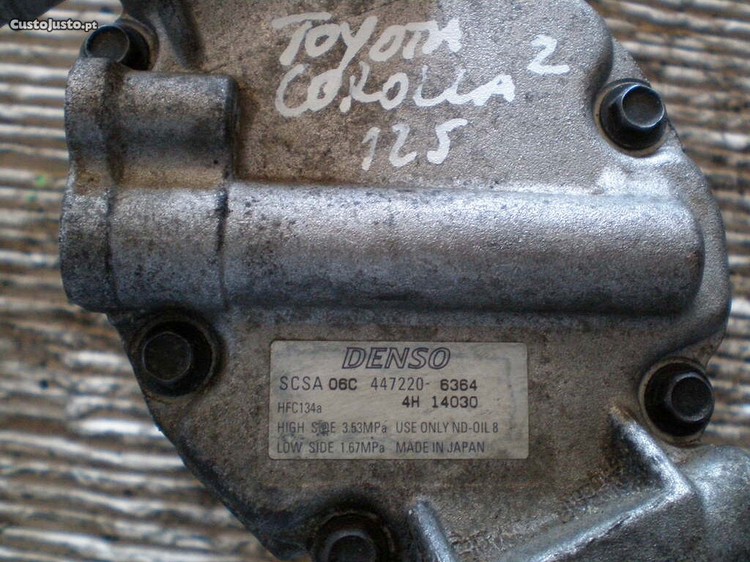 CustoJusto.pt
TOYOTA
COROLLA 2
125
DENSO
SCSA 06C 447220- 6364
HFC134a 4H 14030
HIGH SIDE 3.53MPa USE ONLY ND-OIL 8
LOW SIDE 1.67MPa MADE IN JAPAN